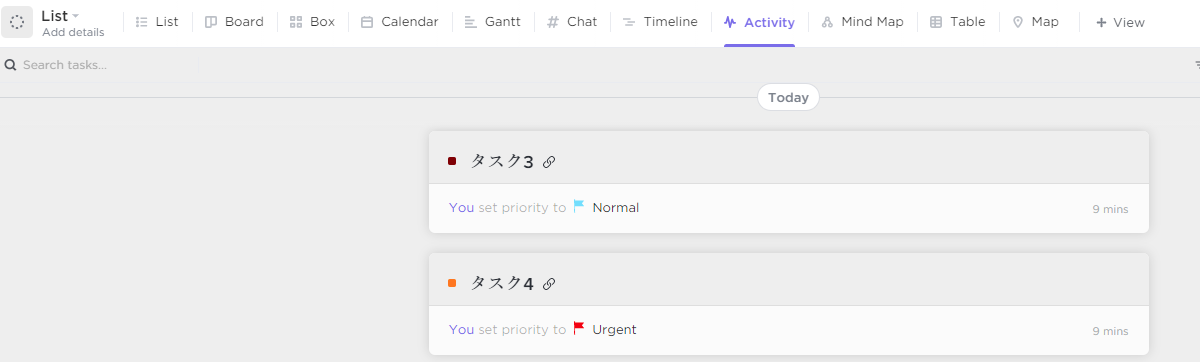 List
Add details
List
Board
Box
Calendar
Gantt
Chat
Timeline
Activity
Mind Map
Table
Map
+ View
Search tasks...
Today
タスク3
You set priority to Normal
9 mins
タスク4
You set priority to Urgent
9 mins